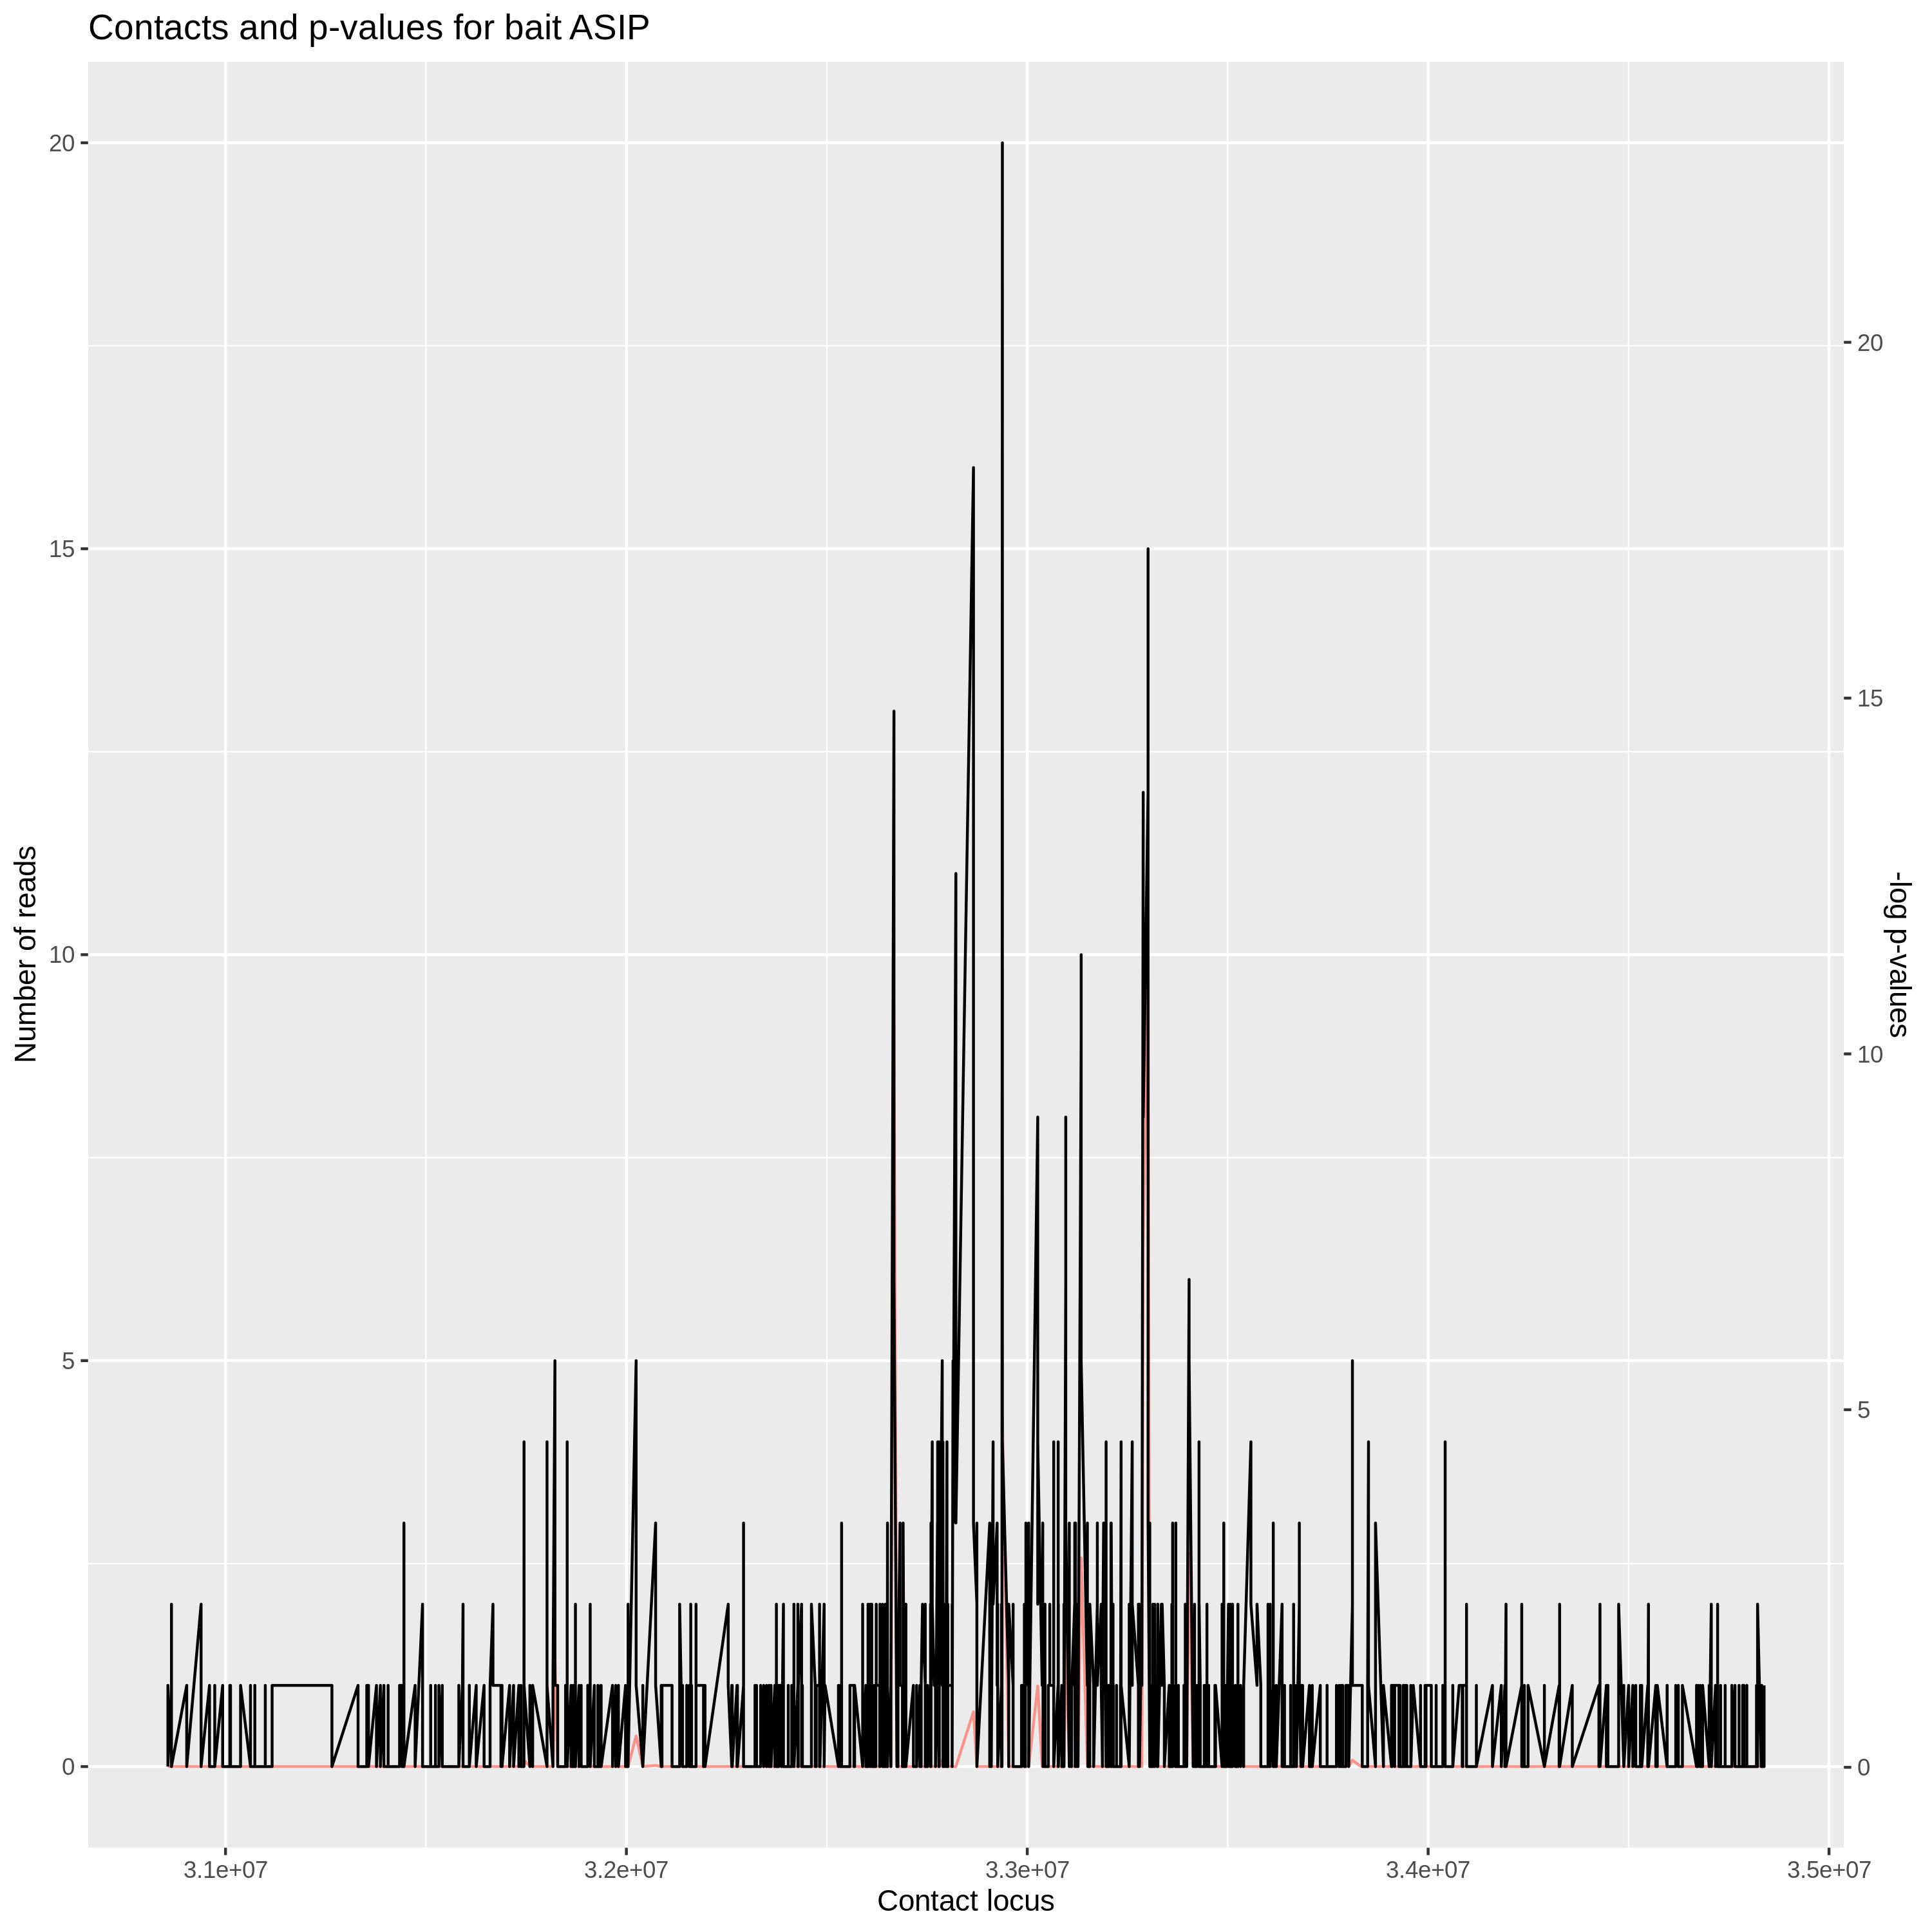 Contacts and p-values for bait ASIP
20
15
10
5
0
Number of reads
20
15
10
5
0
-log p-values
3.1e+07
3.2e+07
3.3e+07
3.4e+07
3.5e+07
Contact locus